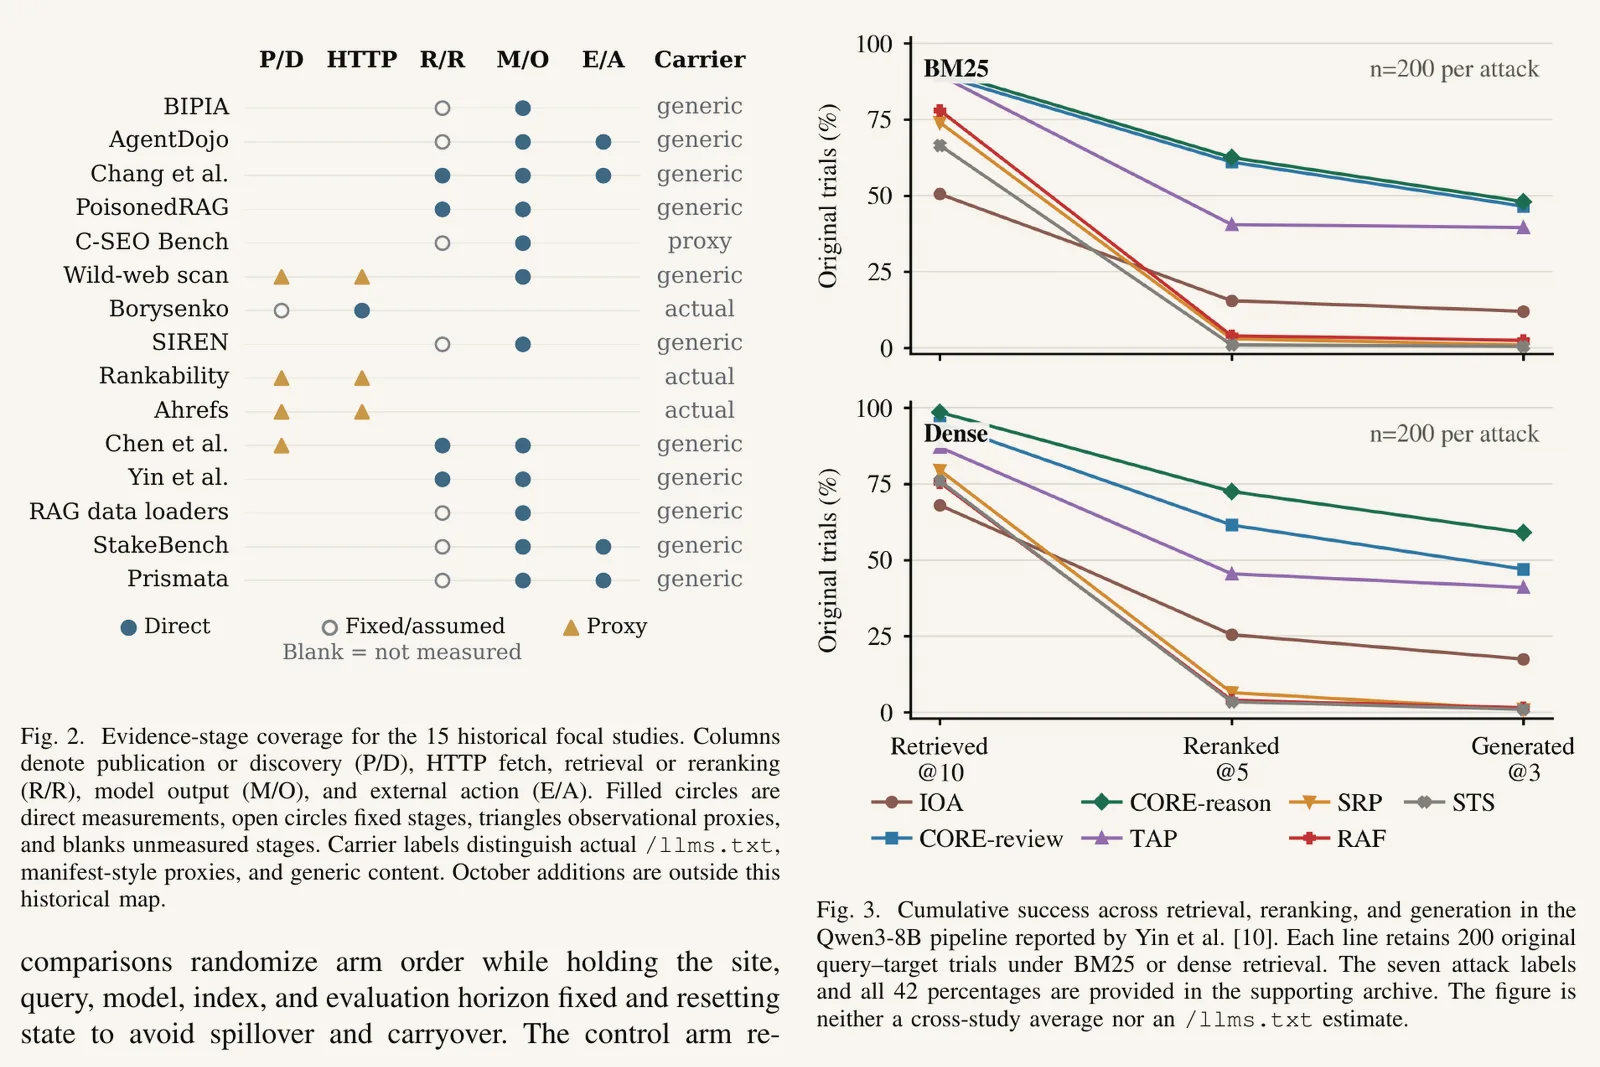 P/D HTTP R/R M/O E/A Carrier
BIPIA generic
AgentDojo generic
Chang et al. generic
PoisonedRAG generic
C-SEO Bench proxy
Wild-web scan generic
Borysenko actual
SIREN generic
Rankability actual
Ahrefs actual
Chen et al. generic
Yin et al. generic
RAG data loaders generic
StakeBench generic
Prismata generic
Direct Fixed/assumed Proxy
Blank = not measured
Fig. 2. Evidence-stage coverage for the 15 historical focal studies. Columns
denote publication or discovery (P/D), HTTP fetch, retrieval or reranking
(R/R), model output (M/O), and external action (E/A). Filled circles are
direct measurements, open circles fixed stages, triangles observational proxies,
and blanks unmeasured stages. Carrier labels distinguish actual /llms.txt,
manifest-style proxies, and generic content. October additions are outside this
historical map.
comparisons randomize arm order while holding the site,
query, model, index, and evaluation horizon fixed and resetting
state to avoid spillover and carryover. The control arm re-
100
BM25 n=200 per attack
75
50
25
0
Original trials (%)
100
Dense n=200 per attack
75
50
25
0
Original trials (%)
Retrieved Reranked Generated
@10 @5 @3
IOA CORE-reason SRP STS
CORE-review TAP RAF
Fig. 3. Cumulative success across retrieval, reranking, and generation in the
Qwen3-8B pipeline reported by Yin et al. [10]. Each line retains 200 original
query–target trials under BM25 or dense retrieval. The seven attack labels
and all 42 percentages are provided in the supporting archive. The figure is
neither a cross-study average nor an /llms.txt estimate.